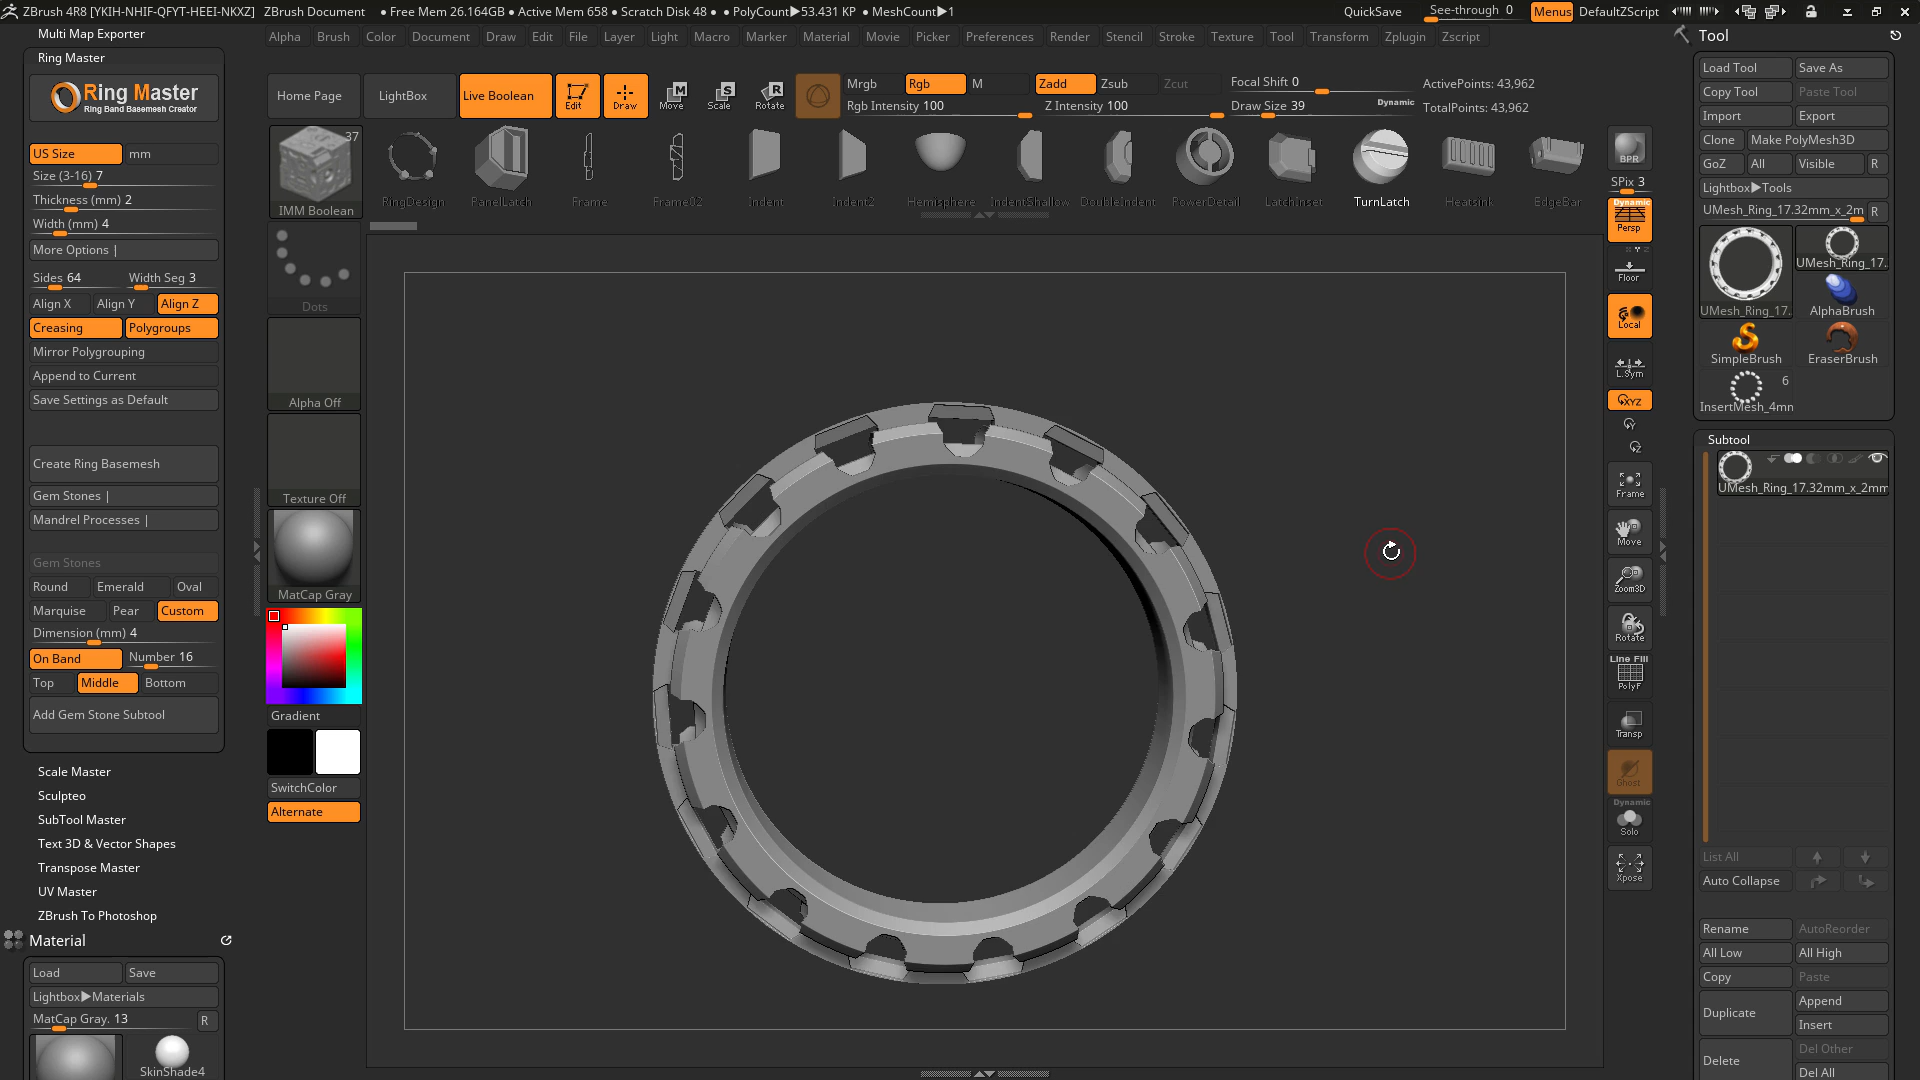 ZBrush 4R8 [YKIH-NHIF-QFYT-HEEI-NKXZ] ZBrush Document • Free Mem 26.164GB • Active Mem 658 • Scratch Disk 48 • • PolyCount▶53.431 KP • MeshCount▶1 QuickSave See-through 0 Menus DefaultZScript
Alpha Brush Color Document Draw Edit File Layer Light Macro Marker Material Movie Picker Preferences Render Stencil Stroke Texture Tool Transform Zplugin Zscript
Multi Map Exporter
Ring Master
Ring Master
Ring Band Basemesh Creator
US Size mm
Size (3-16) 7
Thickness (mm) 2
Width (mm) 4
More Options |
Sides 64 Width Seg 3
Align X Align Y Align Z
Creasing Polygroups
Mirror Polygrouping
Append to Current
Save Settings as Default
Create Ring Basemesh
Gem Stones |
Mandrel Processes |
Gem Stones
Round Emerald Oval
Marquise Pear Custom
Dimension (mm) 4
On Band Number 16
Top Middle Bottom
Add Gem Stone Subtool
Scale Master
Sculpteo
SubTool Master
Text 3D & Vector Shapes
Transpose Master
UV Master
ZBrush To Photoshop
Material
Load Save
Lightbox▶Materials
MatCap Gray. 13 R
SkinShade4
Home Page LightBox Live Boolean Edit Draw Move Scale Rotate
M S R
Mrgb Rgb M Zadd Zsub Zcut Focal Shift 0 ActivePoints: 43,962
Rgb Intensity 100 Z Intensity 100 Draw Size 39 Dynamic TotalPoints: 43,962
37
IMM Boolean
RingDesign PanelLatch Frame Frame02 Indent Indent2 Hemisphere IndentShallow DoubleIndent PowerDetail LatchInset TurnLatch Heatsink EdgeBar
Dots
Alpha Off
Texture Off
MatCap Gray
Gradient
SwitchColor
Alternate
BPR
SPix 3
Dynamic
Persp
Floor
Local
L.Sym
XYZ
Y
Z
Frame
Move
Zoom3D
Rotate
Line Fill
PolyF
Transp
Ghost
Dynamic
Solo
Xpose
Tool
Load Tool Save As
Copy Tool Paste Tool
Import Export
Clone Make PolyMesh3D
GoZ All Visible R
Lightbox▶Tools
UMesh_Ring_17.32mm_x_2m R
UMesh_Ring_17.
UMesh_Ring_17. AlphaBrush
SimpleBrush EraserBrush
6
InsertMesh_4mn
Subtool
UMesh_Ring_17.32mm_x_2mm
List All
Auto Collapse
Rename AutoReorder
All Low All High
Copy Paste
Duplicate Append
Insert
Delete Del Other
Del All